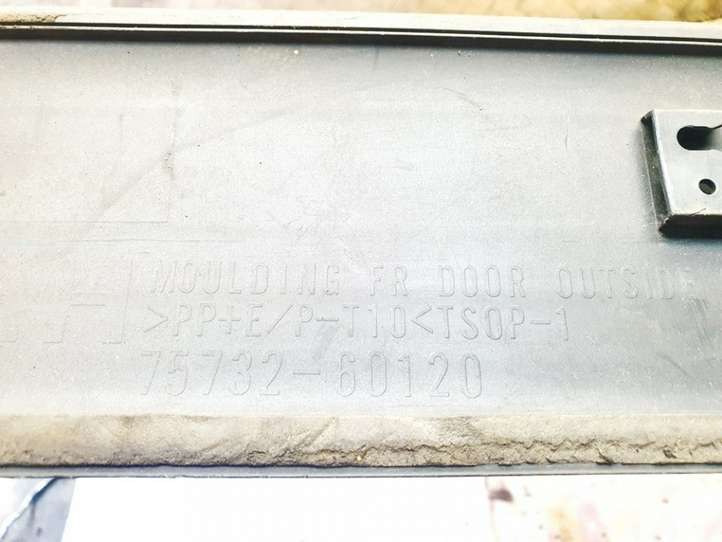 MOULDING FR DOOR OUTSIDE
>PP+E/P-T10<TSOP-1
75732-60120